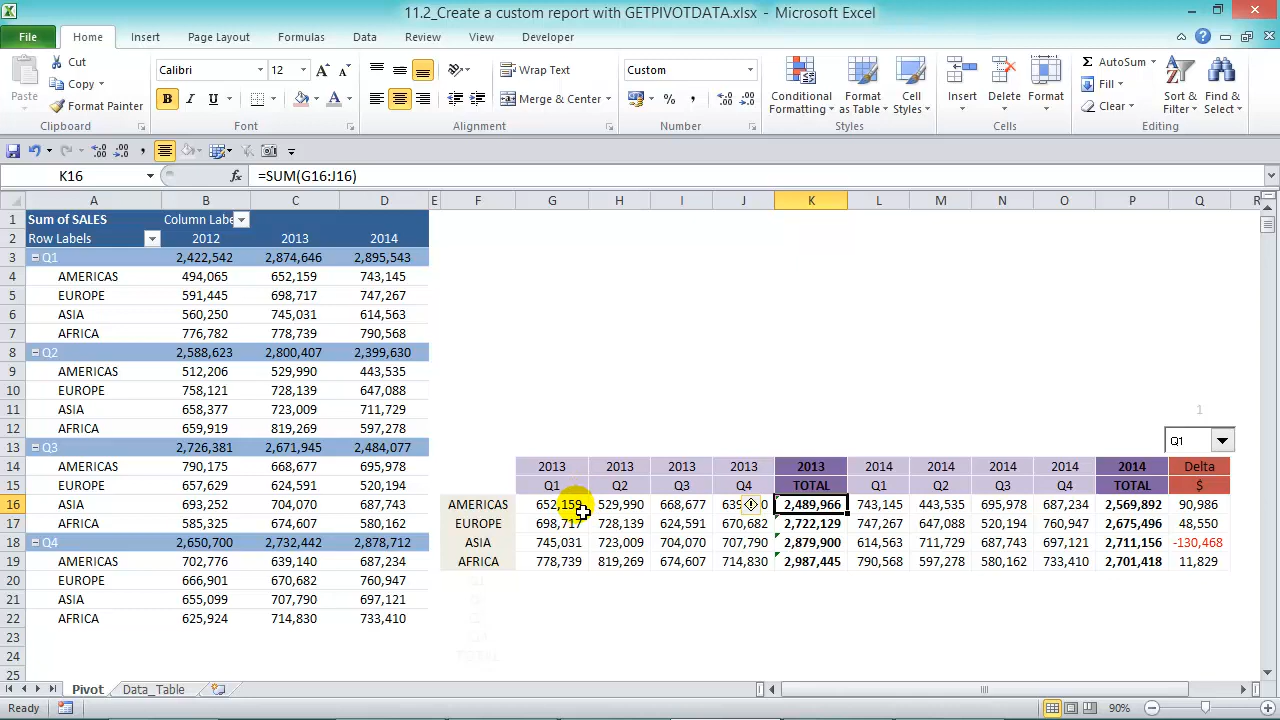 11.2_Create a custom report with GETPIVOTDATA.xlsx - Microsoft Excel
File Home Insert Page Layout Formulas Data Review View Developer
Paste
Cut
Copy
Format Painter
Clipboard
Calibri 12
B I U
Font
Wrap Text
Merge & Center
Alignment
Custom
Number
Conditional Formatting
Format as Table
Cell Styles
Styles
Insert Delete Format
Cells
AutoSum
Fill
Clear
Sort & Filter
Find & Select
Editing
K16 fx =SUM(G16:J16)
A B C D E F G H I J K L M N O P Q R
1 Sum of SALES Column Labe
2 Row Labels 2012 2013 2014
3 Q1 2,422,542 2,874,646 2,895,543
4 AMERICAS 494,065 652,159 743,145
5 EUROPE 591,445 698,717 747,267
6 ASIA 560,250 745,031 614,563
7 AFRICA 776,782 778,739 790,568
8 Q2 2,588,623 2,800,407 2,399,630
9 AMERICAS 512,206 529,990 443,535
10 EUROPE 758,121 728,139 647,088
11 ASIA 658,377 723,009 711,729 1
12 AFRICA 659,919 819,269 597,278
13 Q3 2,726,381 2,671,945 2,484,077 Q1
14 AMERICAS 790,175 668,677 695,978 2013 2013 2013 2013 2013 2014 2014 2014 2014 2014 Delta
15 EUROPE 657,629 624,591 520,194 Q1 Q2 Q3 Q4 TOTAL Q1 Q2 Q3 Q4 TOTAL $
16 ASIA 693,252 704,070 687,743 AMERICAS 652,159 529,990 668,677 2,489,966 743,145 443,535 695,978 687,234 2,569,892 90,986
17 AFRICA 585,325 674,607 580,162 EUROPE 698,717 728,139 624,591 670,682 2,722,129 747,267 647,088 520,194 760,947 2,675,496 48,550
18 Q4 2,650,700 2,732,442 2,878,712 ASIA 745,031 723,009 704,070 707,790 2,879,900 614,563 711,729 687,743 697,121 2,711,156 -130,468
19 AMERICAS 702,776 639,140 687,234 AFRICA 778,739 819,269 674,607 714,830 2,987,445 790,568 597,278 580,162 733,410 2,701,418 11,829
20 EUROPE 666,901 670,682 760,947
21 ASIA 655,099 707,790 697,121
22 AFRICA 625,924 714,830 733,410
23
24 TOTAL
25
Pivot Data_Table
Ready 90%